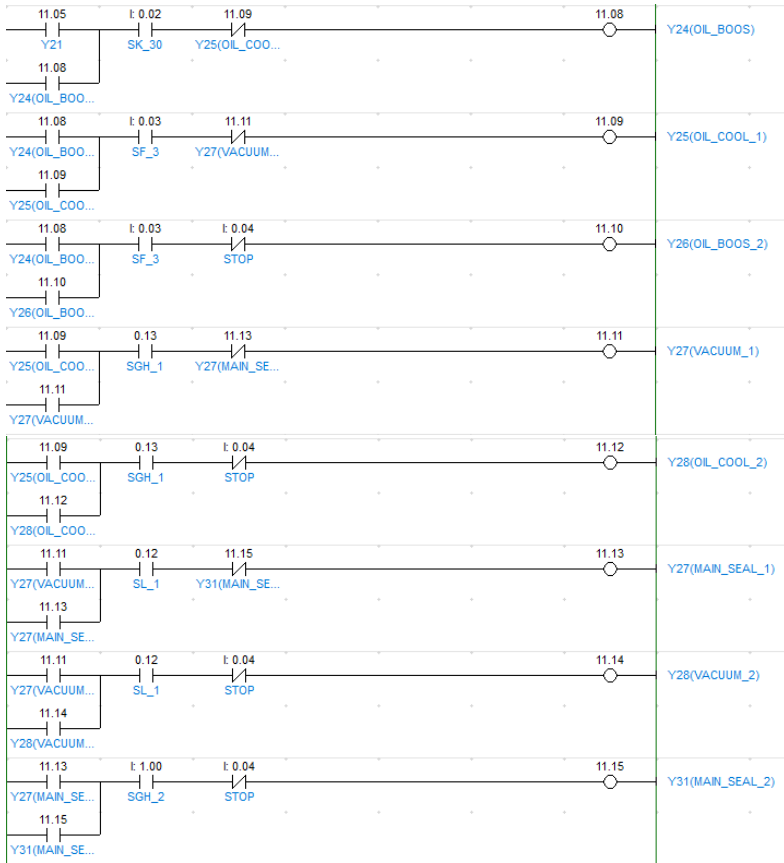 11.05 I: 0.02 11.09 11.08
Y21 SK_30 Y25(OIL_COO... Y24(OIL_BOOS)
11.08
Y24(OIL_BOO...
11.08 I: 0.03 11.11 11.09
Y24(OIL_BOO... SF_3 Y27(VACUUM... Y25(OIL_COOL_1)
11.09
Y25(OIL_COO...
11.08 I: 0.03 I: 0.04 11.10
Y24(OIL_BOO... SF_3 STOP Y26(OIL_BOOS_2)
11.10
Y26(OIL_BOO...
11.09 0.13 11.13 11.11
Y25(OIL_COO... SGH_1 Y27(MAIN_SE... Y27(VACUUM_1)
11.11
Y27(VACUUM...
11.09 0.13 I: 0.04 11.12
Y25(OIL_COO... SGH_1 STOP Y28(OIL_COOL_2)
11.12
Y28(OIL_COO...
11.11 0.12 11.15 11.13
Y27(VACUUM... SL_1 Y31(MAIN_SE... Y27(MAIN_SEAL_1)
11.13
Y27(MAIN_SE...
11.11 0.12 I: 0.04 11.14
Y27(VACUUM... SL_1 STOP Y28(VACUUM_2)
11.14
Y28(VACUUM...
11.13 I: 1.00 I: 0.04 11.15
Y27(MAIN_SE... SGH_2 STOP Y31(MAIN_SEAL_2)
11.15
Y31(MAIN_SE...